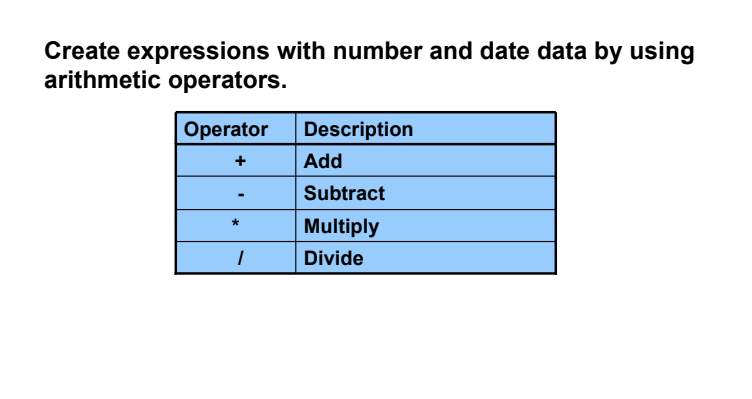 Create expressions with number and date data by using
arithmetic operators.
Operator Description
+ Add
- Subtract
* Multiply
/ Divide